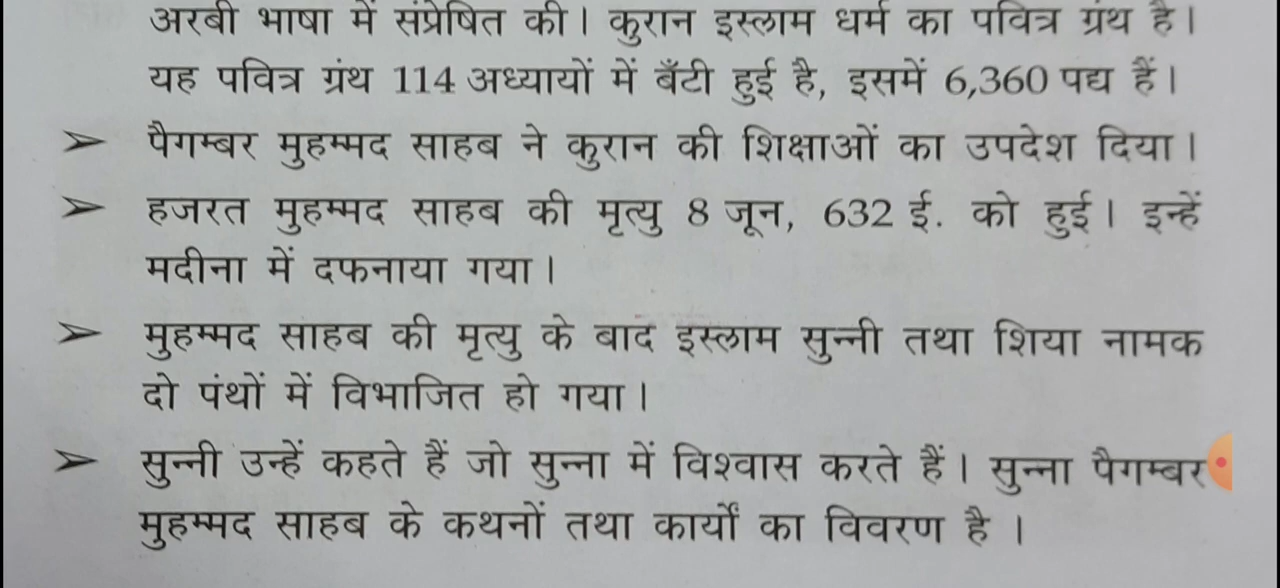 अरबी भाषा में संप्रेषित की। कुरान इस्लाम धर्म का पवित्र ग्रंथ है।
यह पवित्र ग्रंथ 114 अध्यायों में बँटी हुई है, इसमें 6,360 पद्य हैं।
➢ पैगम्बर मुहम्मद साहब ने कुरान की शिक्षाओं का उपदेश दिया।
➢ हजरत मुहम्मद साहब की मृत्यु 8 जून, 632 ई. को हुई। इन्हें
मदीना में दफनाया गया।
➢ मुहम्मद साहब की मृत्यु के बाद इस्लाम सुन्नी तथा शिया नामक
दो पंथों में विभाजित हो गया।
➢ सुन्नी उन्हें कहते हैं जो सुन्ना में विश्वास करते हैं। सुन्ना पैगम्बर
मुहम्मद साहब के कथनों तथा कार्यों का विवरण है ।